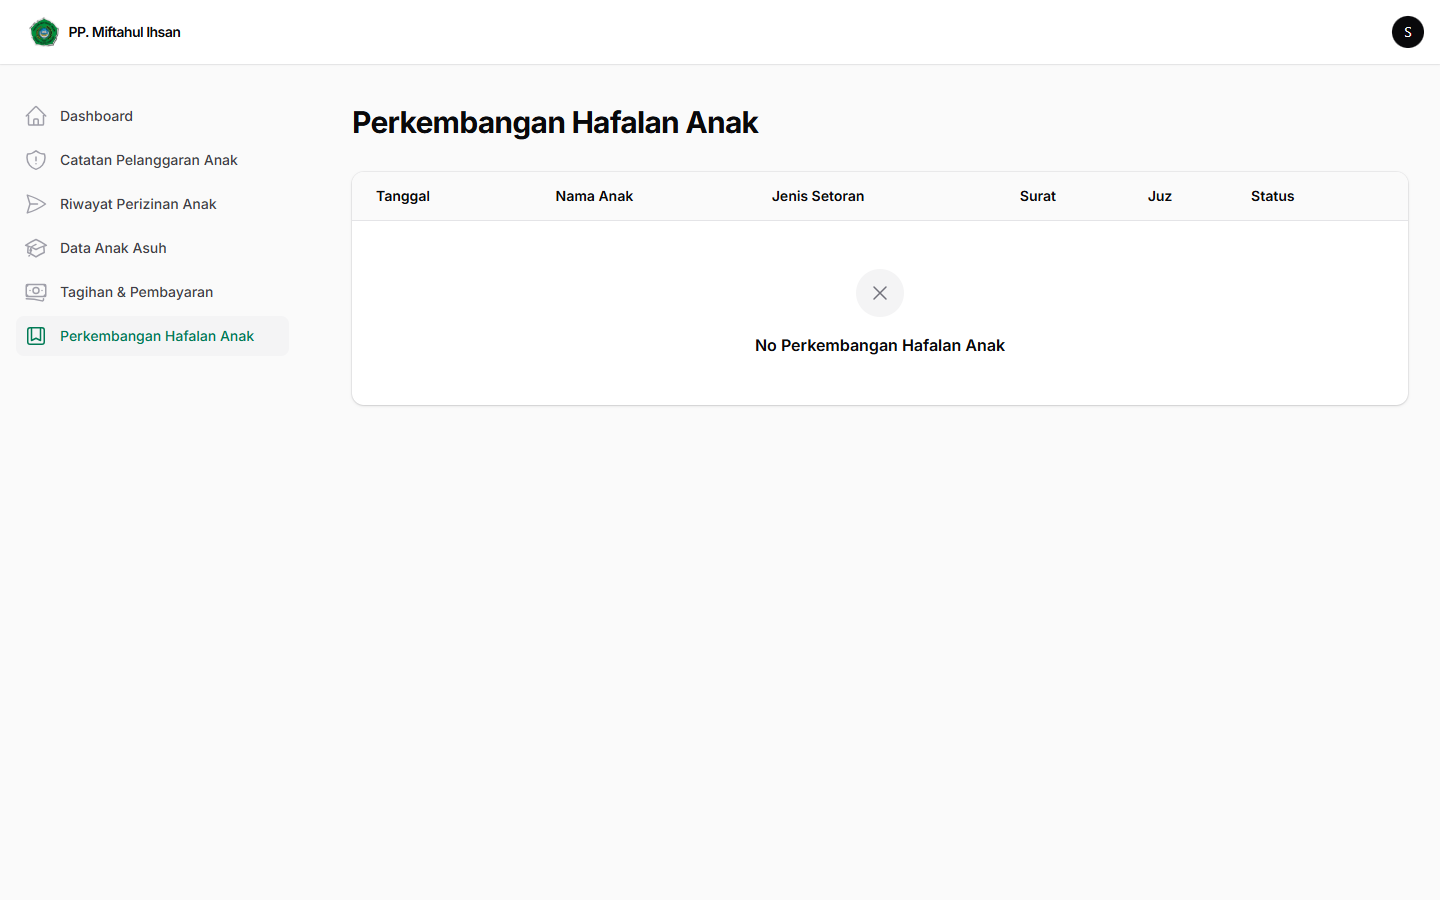 PP. Miftahul Ihsan
S
Dashboard
Catatan Pelanggaran Anak
Riwayat Perizinan Anak
Data Anak Asuh
Tagihan & Pembayaran
Perkembangan Hafalan Anak
Perkembangan Hafalan Anak
Tanggal Nama Anak Jenis Setoran Surat Juz Status
No Perkembangan Hafalan Anak